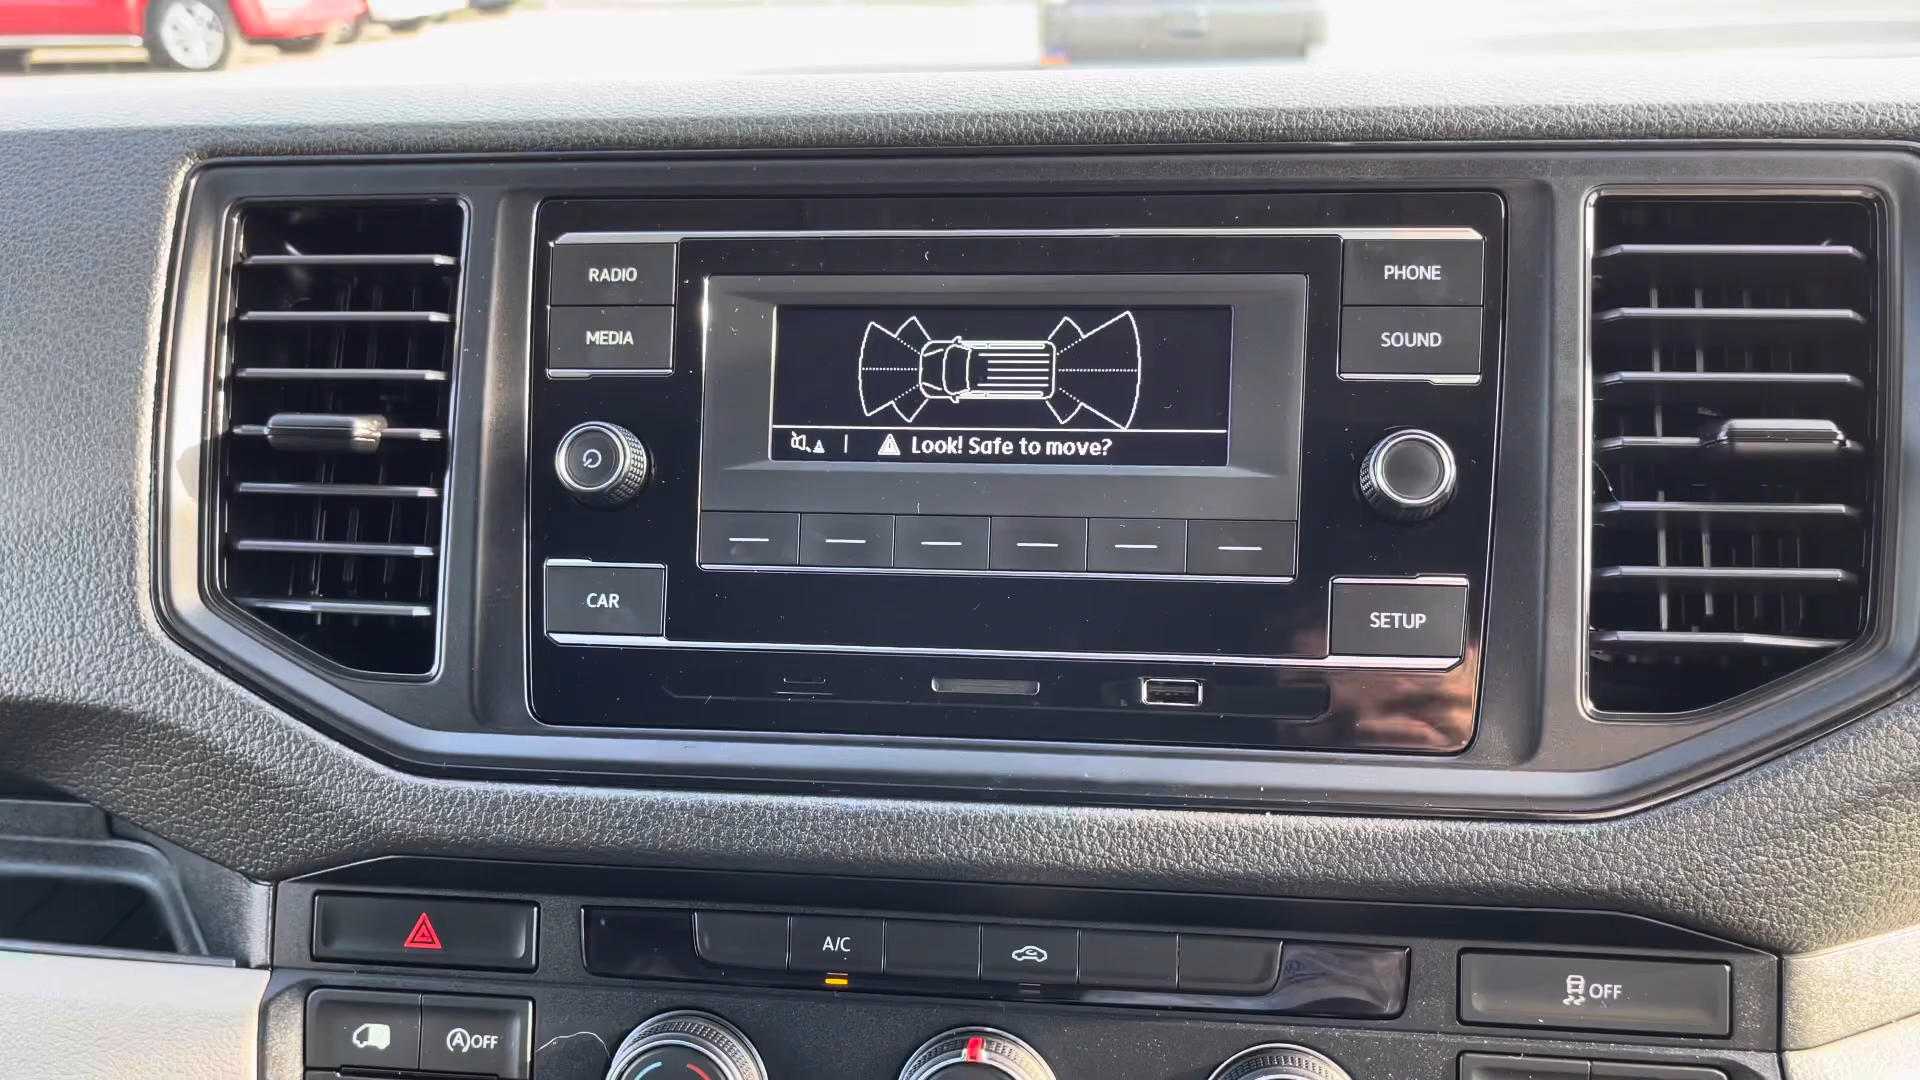 RADIO
PHONE
MEDIA
SOUND
Look! Safe to move?
CAR
SETUP
A/C
OFF
A OFF